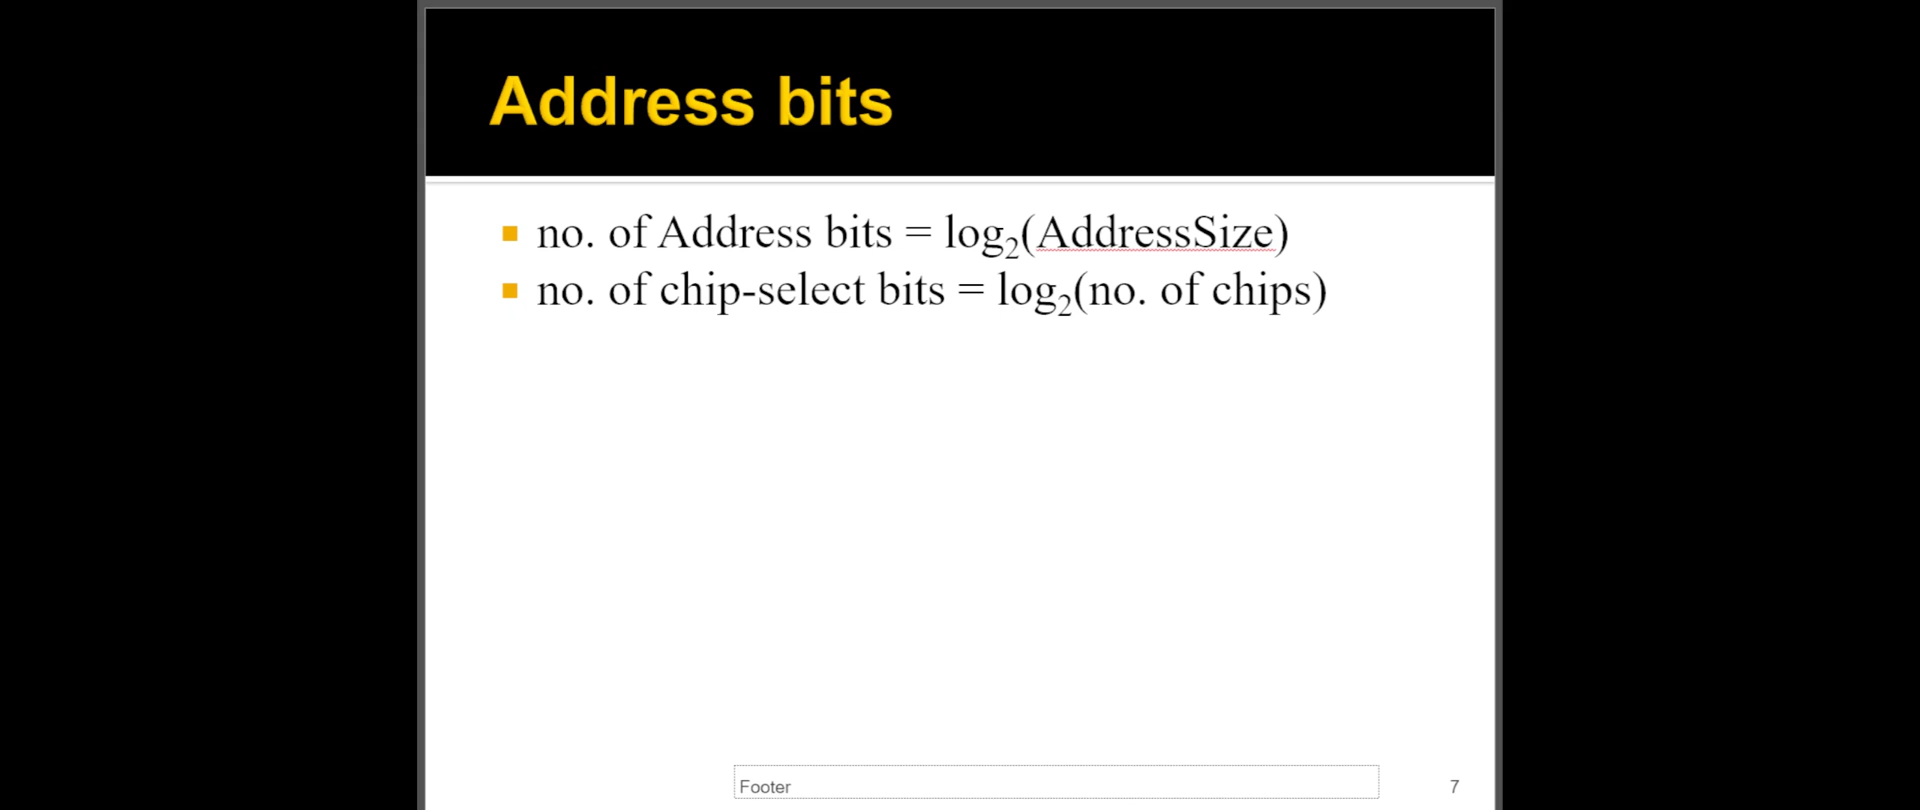 Address bits
no. of Address bits = log₂(AddressSize)
no. of chip-select bits = log₂(no. of chips)
Footer
7